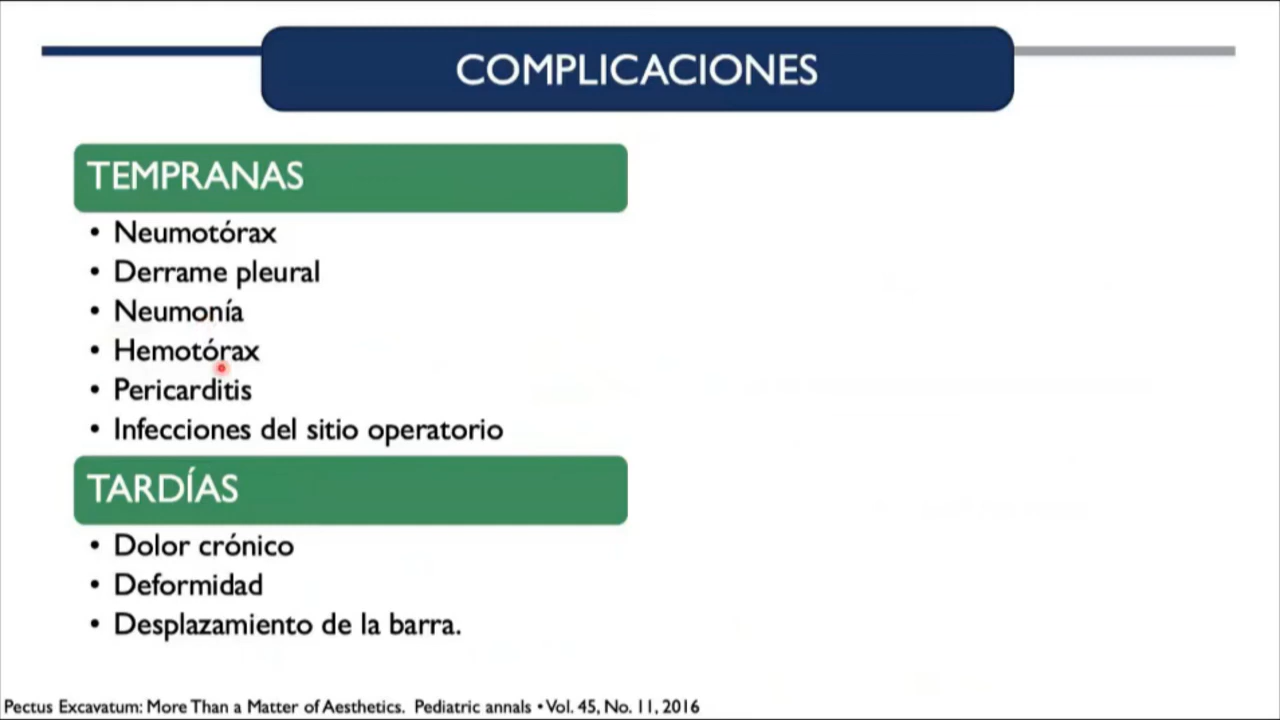 COMPLICACIONES
TEMPRANAS
• Neumotórax
• Derrame pleural
• Neumonía
• Hemotórax
• Pericarditis
• Infecciones del sitio operatorio
TARDÍAS
• Dolor crónico
• Deformidad
• Desplazamiento de la barra.
Pectus Excavatum: More Than a Matter of Aesthetics. Pediatric annals • Vol. 45, No. 11, 2016